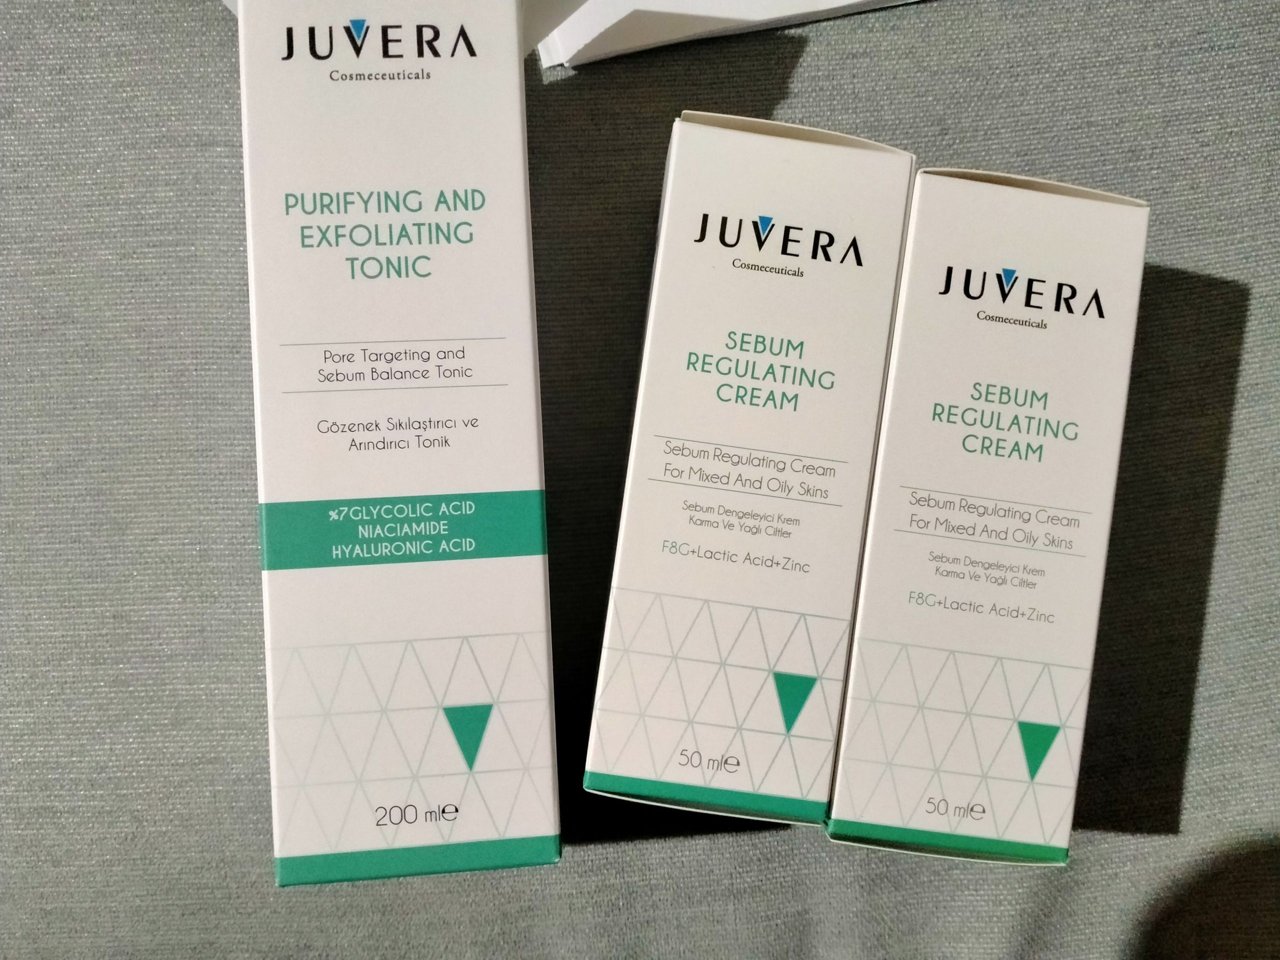 JUVERA
Cosmeceuticals
PURIFYING AND
EXFOLIATING
TONIC
Pore Targeting and
Sebum Balance Tonic
Gözenek Sıkılaştırıcı ve
Arındırıcı Tonik
%7 GLYCOLIC ACID
NIACIAMIDE
HYALURONIC ACID
200 ml℮
JUVERA
Cosmeceuticals
SEBUM
REGULATING
CREAM
Sebum Regulating Cream
For Mixed And Oily Skins
Sebum Dengeleyici Krem
Karma Ve Yağlı Ciltler
F8G+Lactic Acid+Zinc
50 ml℮
JUVERA
Cosmeceuticals
SEBUM
REGULATING
CREAM
Sebum Regulating Cream
For Mixed And Oily Skins
Sebum Dengeleyici Krem
Karma Ve Yağlı Ciltler
F8G+Lactic Acid+Zinc
50 ml℮